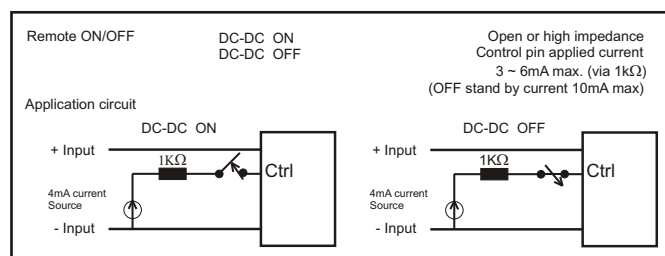 Remote ON/OFF DC-DC ON Open or high impedance
DC-DC OFF Control pin applied current
3 ~ 6mA max. (via 1kΩ)
(OFF stand by current 10mA max)
Application circuit
DC-DC ON
+ Input
1KΩ
Ctrl
4mA current
Source
- Input
DC-DC OFF
+ Input
1KΩ
Ctrl
4mA current
Source
- Input